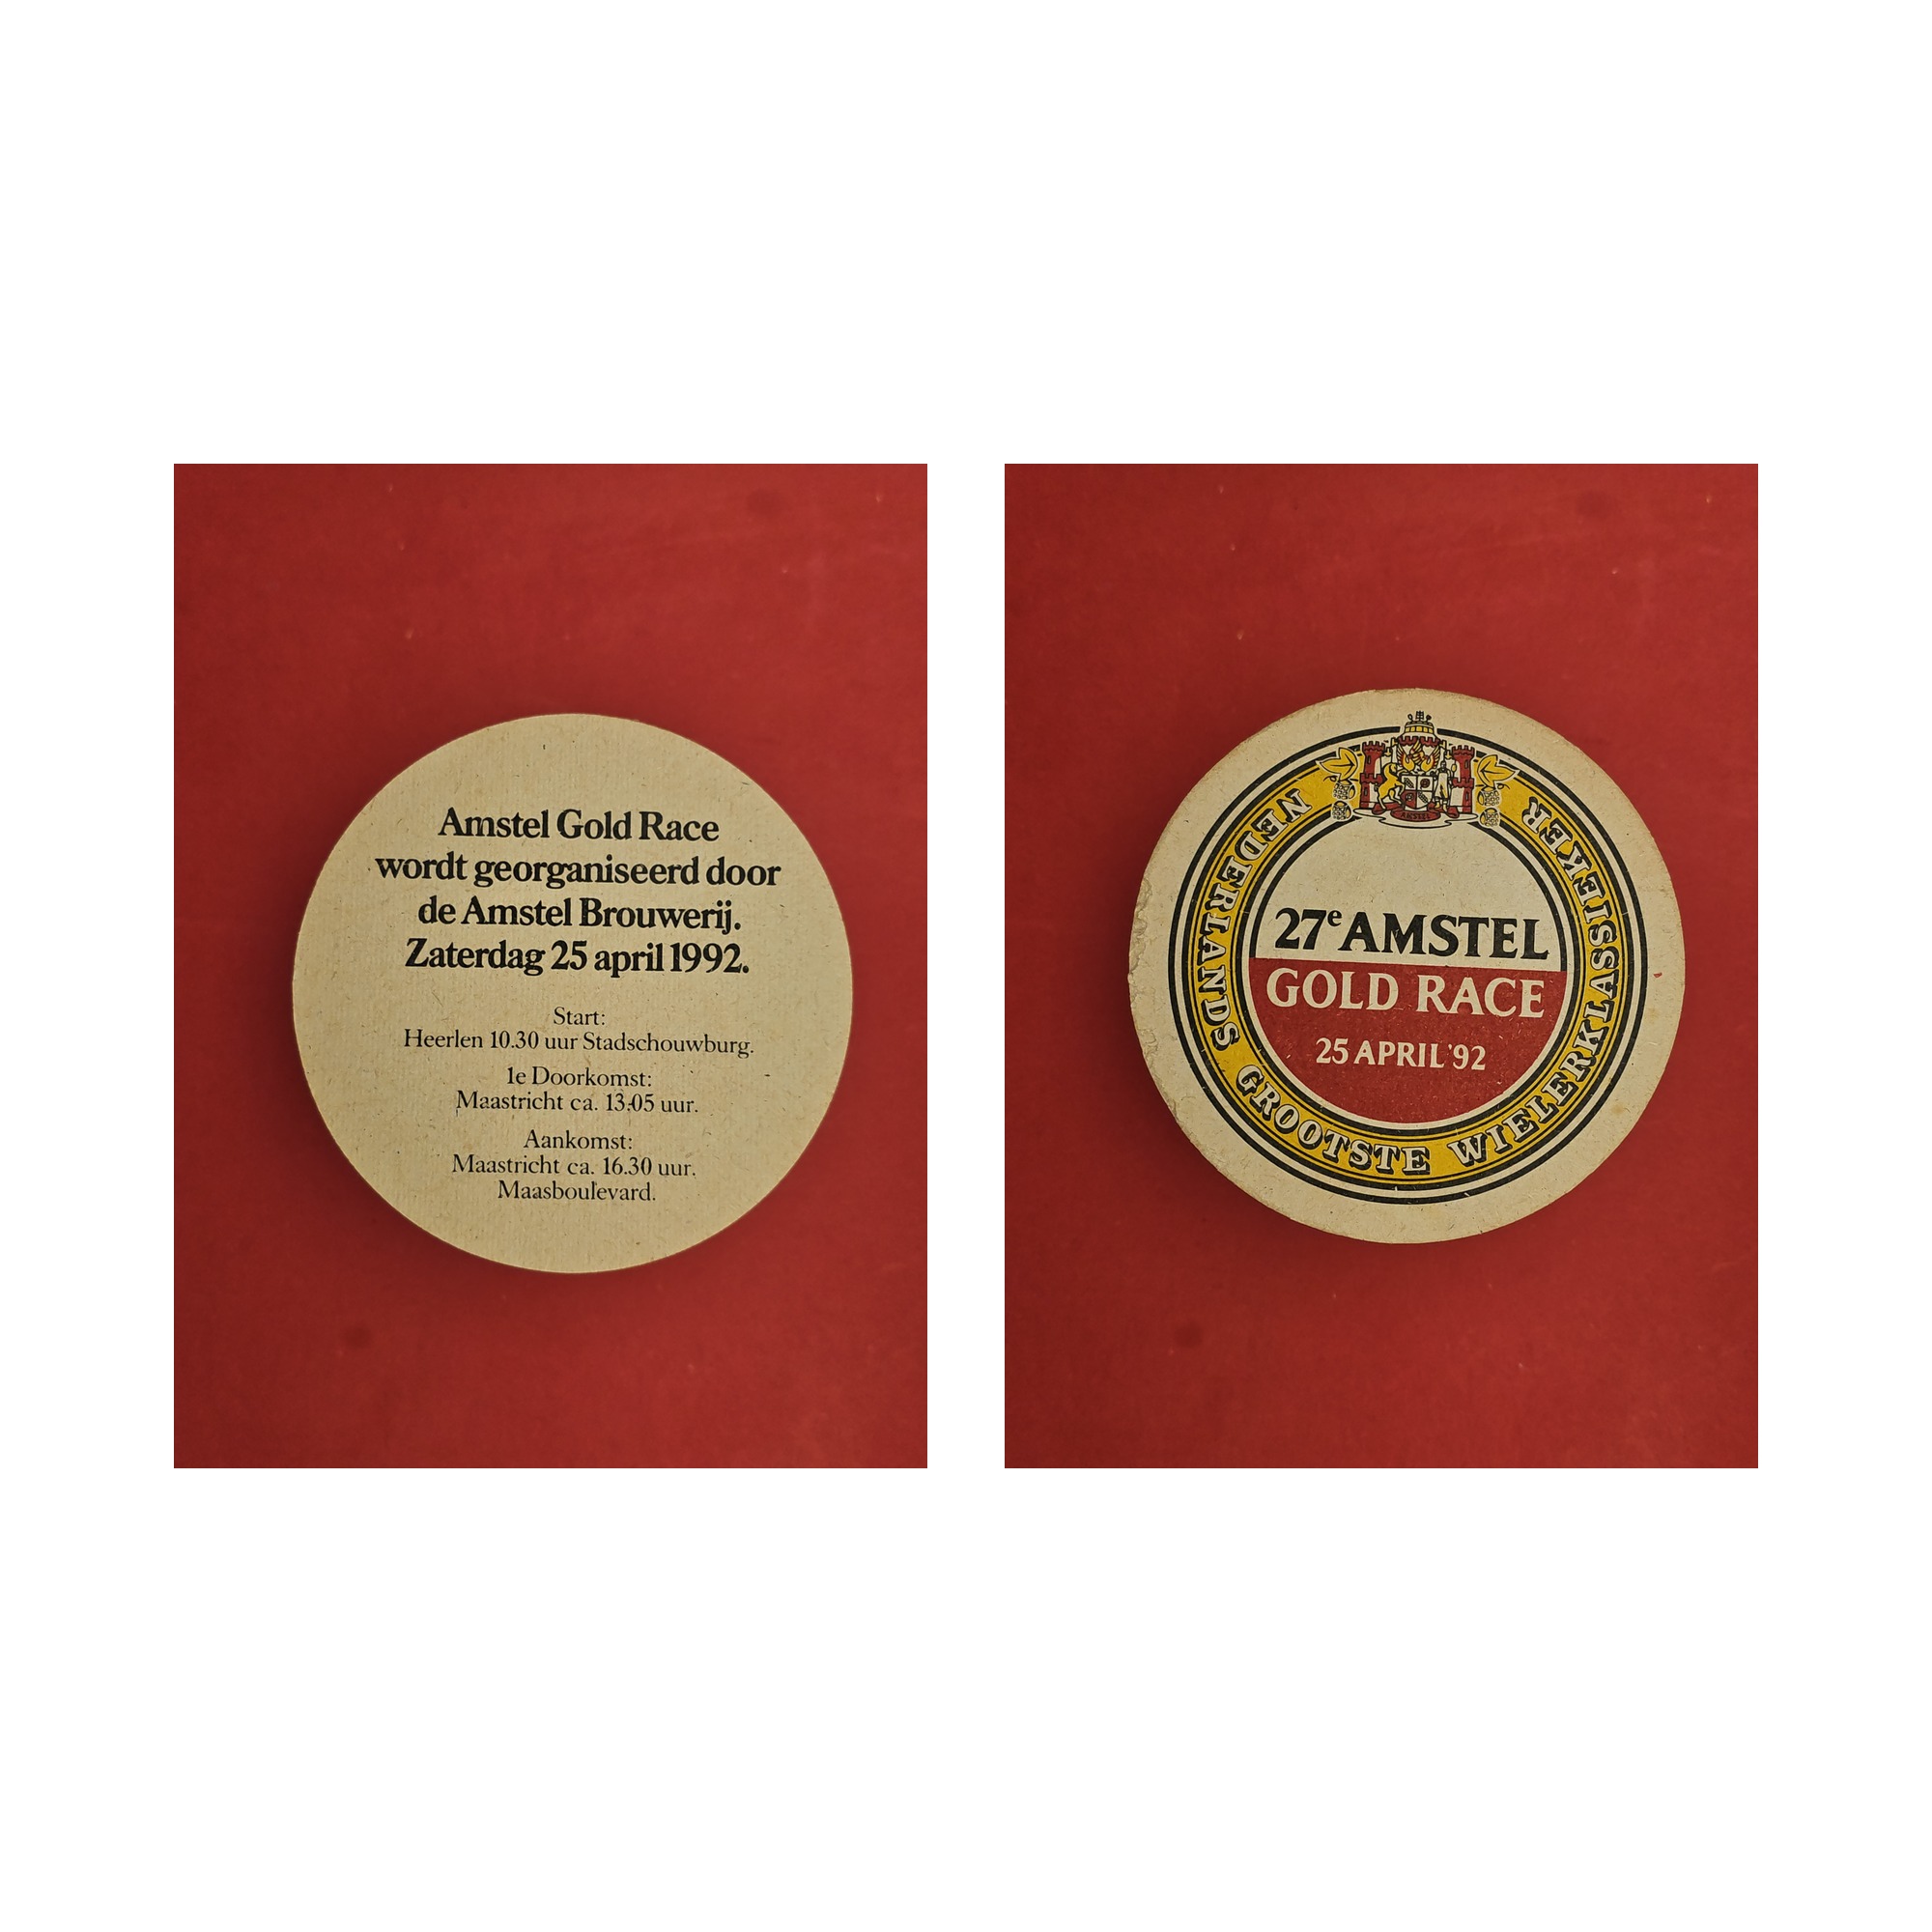 Amstel Gold Race
wordt georganiseerd door
de Amstel Brouwerij.
Zaterdag 25 april 1992.
Start:
Heerlen 10.30 uur Stadschouwburg.
1e Doorkomst:
Maastricht ca. 13.05 uur.
Aankomst:
Maastricht ca. 16.30 uur.
Maasboulevard.
AMSTEL
NEDERLANDS GROOTSTE WIELERKLASSIEKER
27e AMSTEL
GOLD RACE
25 APRIL '92